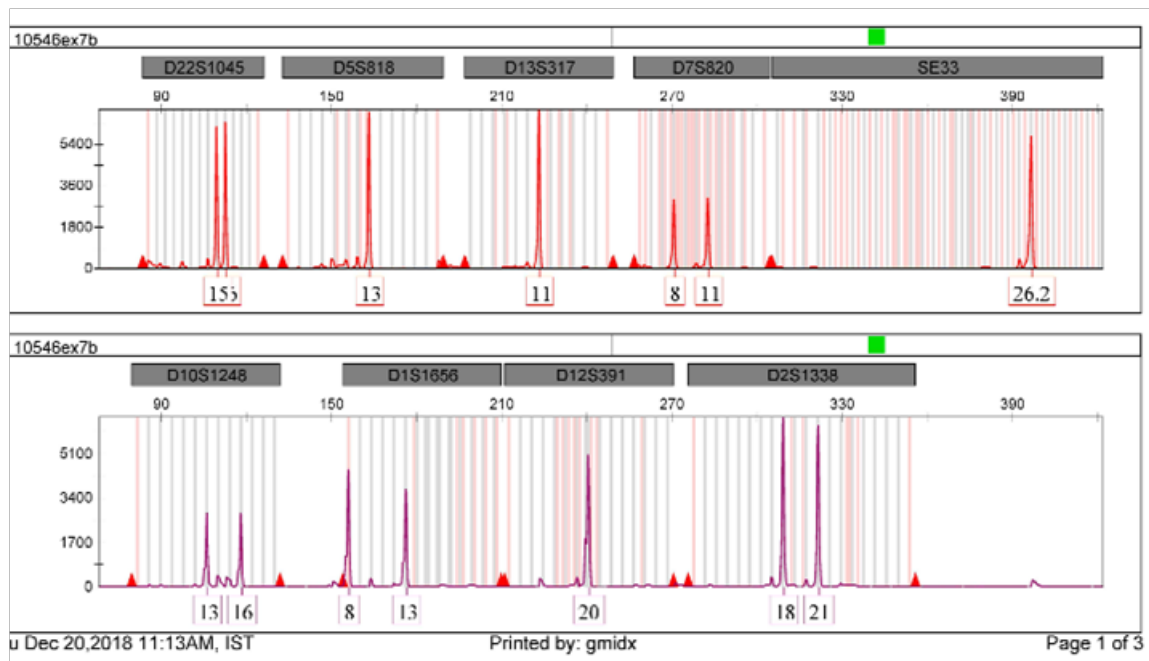 10546ex7b
D22S1045 D5S818 D13S317 D7S820 SE33
90 150 210 270 330 390
5400
3600
1800
0
13 11 8 11 26.2
10546ex7b
D10S1248 D1S1656 D12S391 D2S1338
90 150 210 270 330 390
5100
3400
1700
0
13 16 8 13 20 18 21
u Dec 20,2018 11:13AM, IST Printed by: gmidx Page 1 of 3